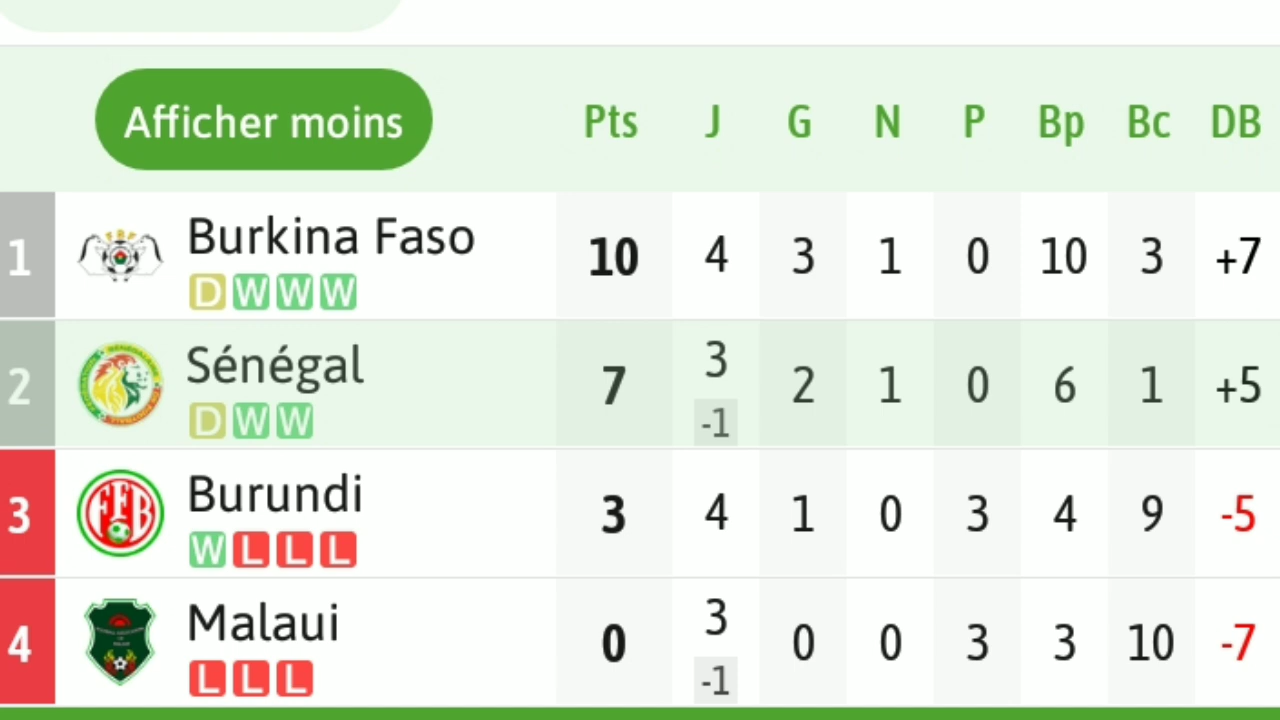 Afficher moins Pts J G N P Bp Bc DB
1 Burkina Faso 10 4 3 1 0 10 3 +7
D W W W
2 Sénégal 7 3 2 1 0 6 1 +5
D W W -1
3 Burundi 3 4 1 0 3 4 9 -5
W L L L
4 Malaui 0 3 0 0 3 3 10 -7
L L L -1